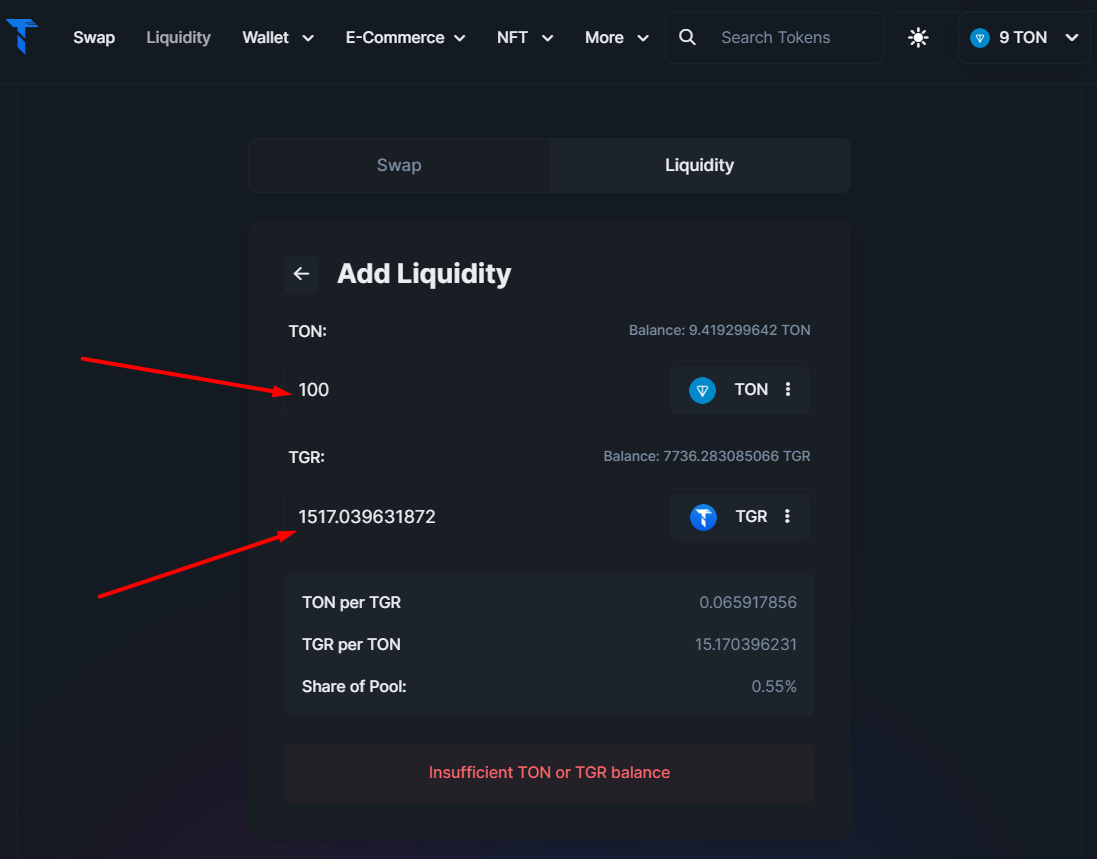 Swap Liquidity Wallet E-Commerce NFT More Search Tokens 9 TON
Swap Liquidity
Add Liquidity
TON: Balance: 9.419299642 TON
100 TON
TGR: Balance: 7736.283085066 TGR
1517.039631872 TGR
TON per TGR 0.065917856
TGR per TON 15.170396231
Share of Pool: 0.55%
Insufficient TON or TGR balance